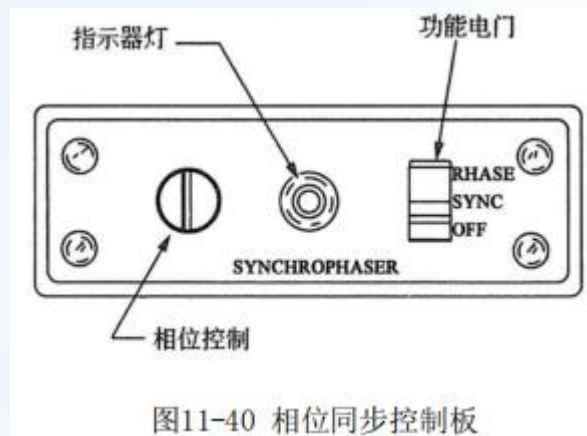 指示器灯
功能电门
RHASE
SYNC
OFF
SYNCHROPHASER
相位控制
图11-40 相位同步控制板